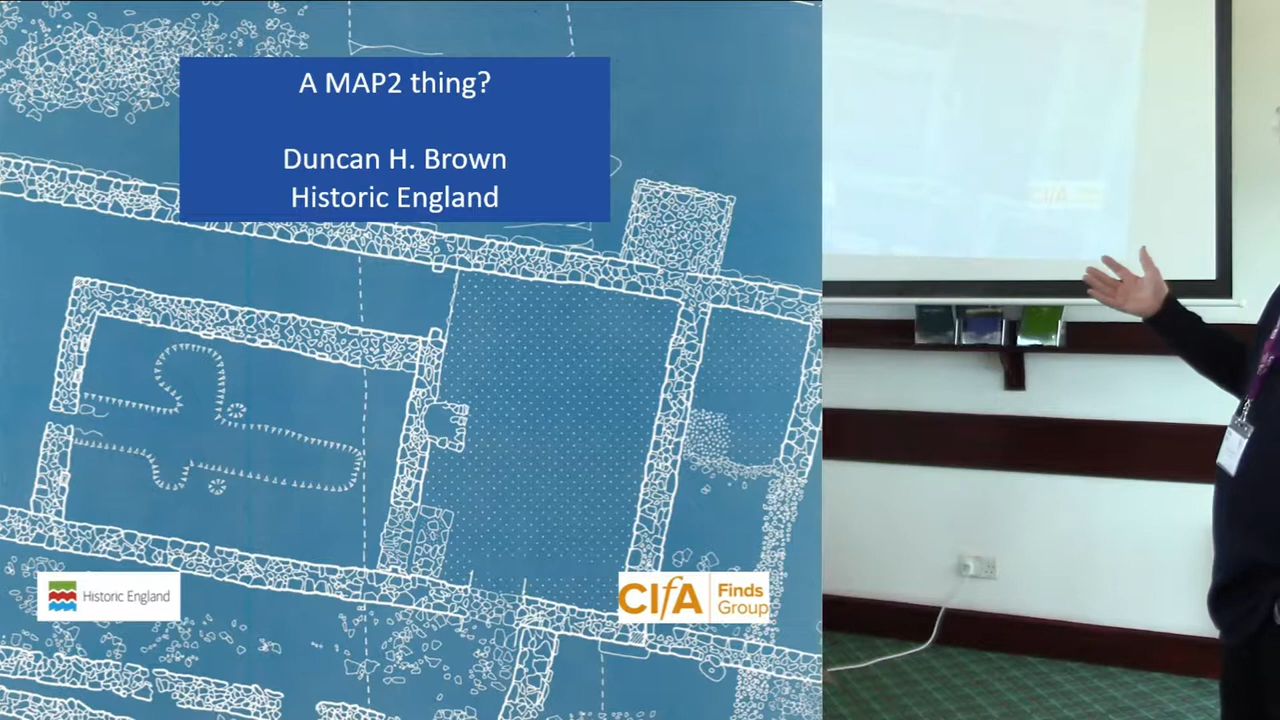 A MAP2 thing?
Duncan H. Brown
Historic England
Historic England
CIfA
Finds
Group